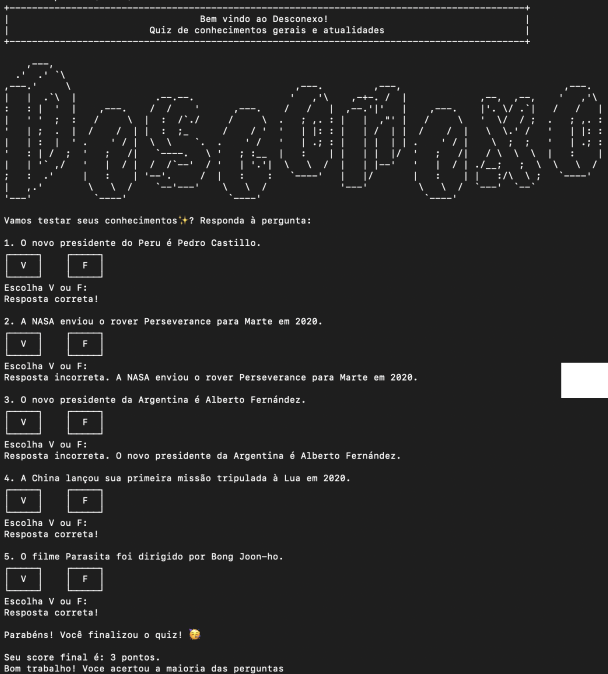 Bem vindo ao Desconexo!
Quiz de conhecimentos gerais e atualidades
Desconexo
Vamos testar seus conhecimentos✨? Responda à pergunta:
1. O novo presidente do Peru é Pedro Castillo.
V F
Escolha V ou F:
Resposta correta!
2. A NASA enviou o rover Perseverance para Marte em 2020.
V F
Escolha V ou F:
Resposta incorreta. A NASA enviou o rover Perseverance para Marte em 2020.
3. O novo presidente da Argentina é Alberto Fernández.
V F
Escolha V ou F:
Resposta incorreta. O novo presidente da Argentina é Alberto Fernández.
4. A China lançou sua primeira missão tripulada à Lua em 2020.
V F
Escolha V ou F:
Resposta correta!
5. O filme Parasita foi dirigido por Bong Joon-ho.
V F
Escolha V ou F:
Resposta correta!
Parabéns! Você finalizou o quiz! 🥳
Seu score final é: 3 pontos.
Bom trabalho! Voce acertou a maioria das perguntas